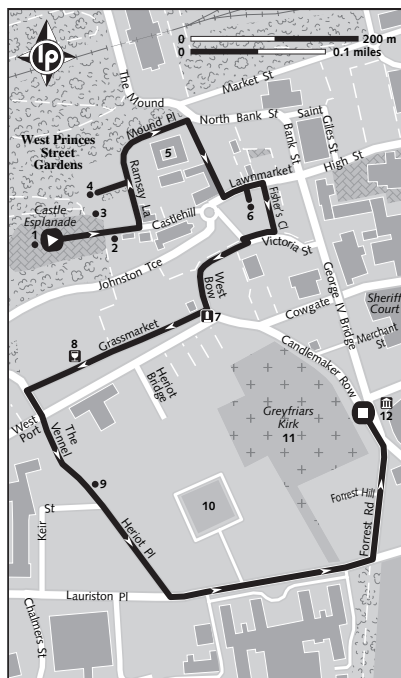 lp
0 200 m
0 0.1 miles
The Mound
Market St
Mound Pl
North Bank St
Saint
Giles St
Bank St
West Princes
Street
Gardens
5
4
Ramsay La
Lawnmarket
High St
6
Fisher's Cl
3
Castle
Esplanade
1
2
Castlehill
Victoria St
Johnston Tce
West Bow
George IV Bridge
Cowgate
Sheriff
Court
7
Grassmarket
8
Candlemaker Row
Merchant St
Heriot
Bridge
West
Port
The Vennel
Greyfriars
Kirk
11
12
9
10
Forrest Hill
Forrest Rd
Keir St
Heriot Pl
Lauriston Pl
Chalmers St